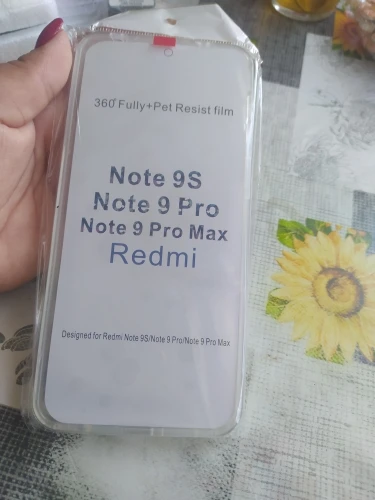 360° Fully+Pet Resist film
Note 9S
Note 9 Pro
Note 9 Pro Max
Redmi
Designed for Redmi Note 9S/Note 9 Pro/Note 9 Pro Max